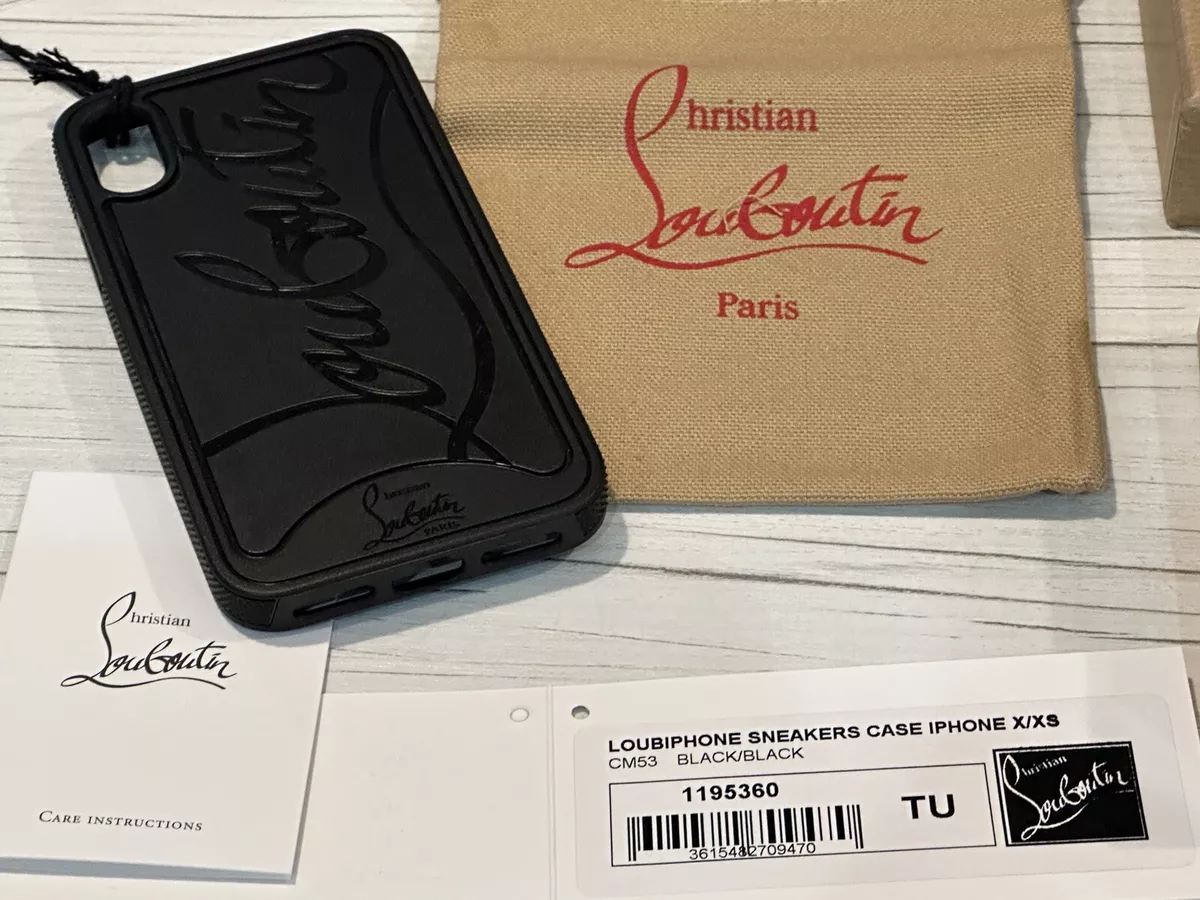 Louboutin
Christian
Louboutin
PARIS
Christian
Louboutin
Paris
Christian
Louboutin
CARE INSTRUCTIONS
LOUBIPHONE SNEAKERS CASE IPHONE X/XS
CM53 BLACK/BLACK
1195360
TU
3615482709470
Christian
Louboutin